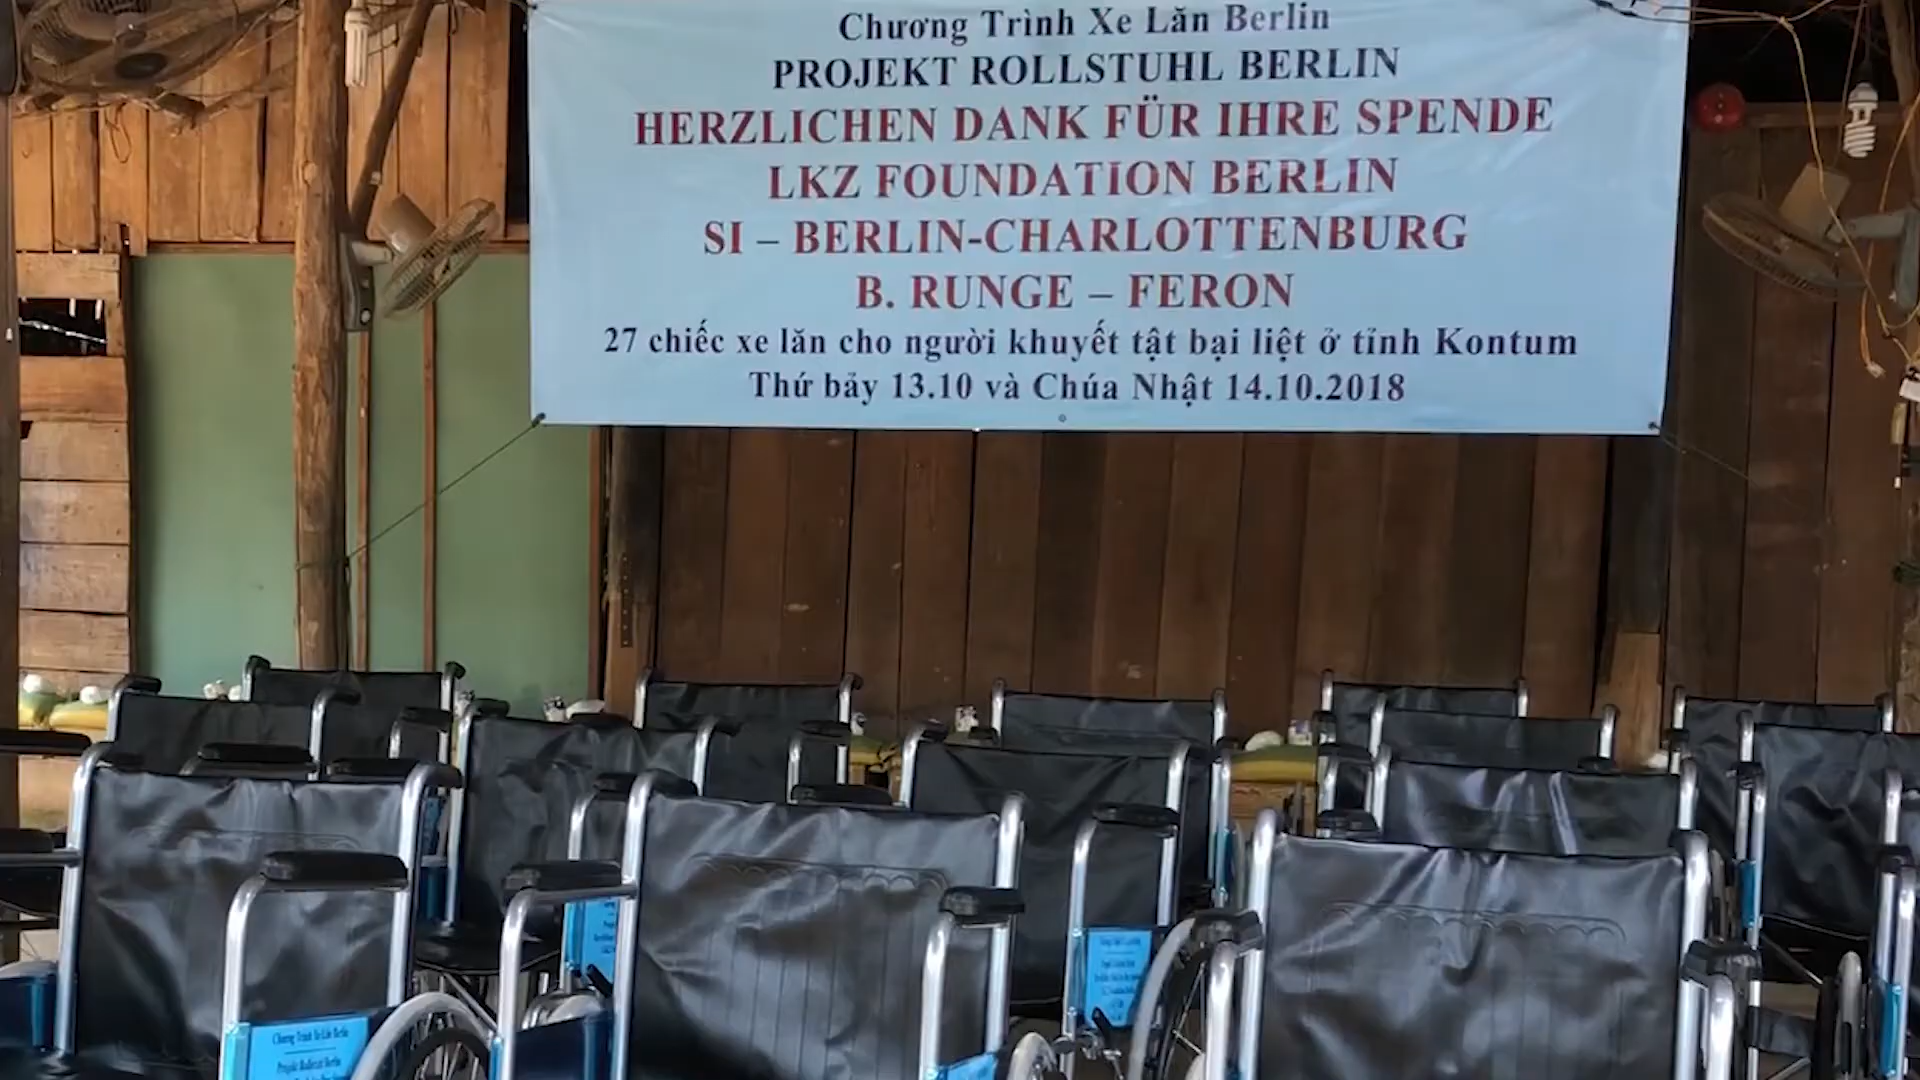 Chương Trình Xe Lăn Berlin
PROJEKT ROLLSTUHL BERLIN
HERZLICHEN DANK FÜR IHRE SPENDE
LKZ FOUNDATION BERLIN
SI – BERLIN-CHARLOTTENBURG
B. RUNGE – FERON
27 chiếc xe lăn cho người khuyết tật bại liệt ở tỉnh Kontum
Thứ bảy 13.10 và Chúa Nhật 14.10.2018
Chương Trình Xe Lăn Berlin